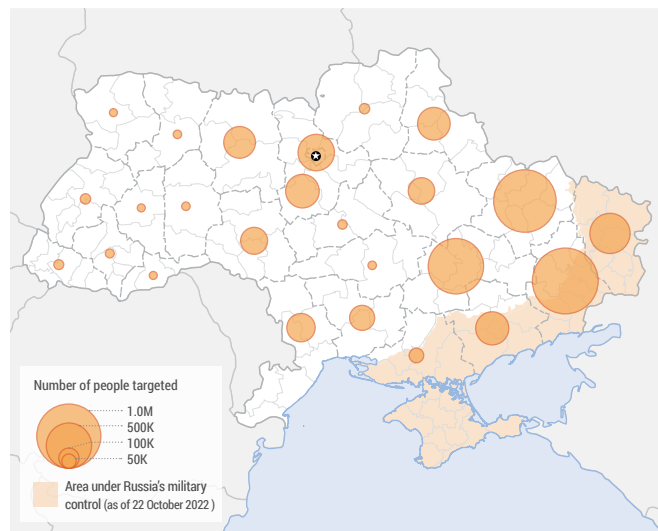 Number of people targeted
1.0M
500K
100K
50K
Area under Russia's military
control (as of 22 October 2022 )